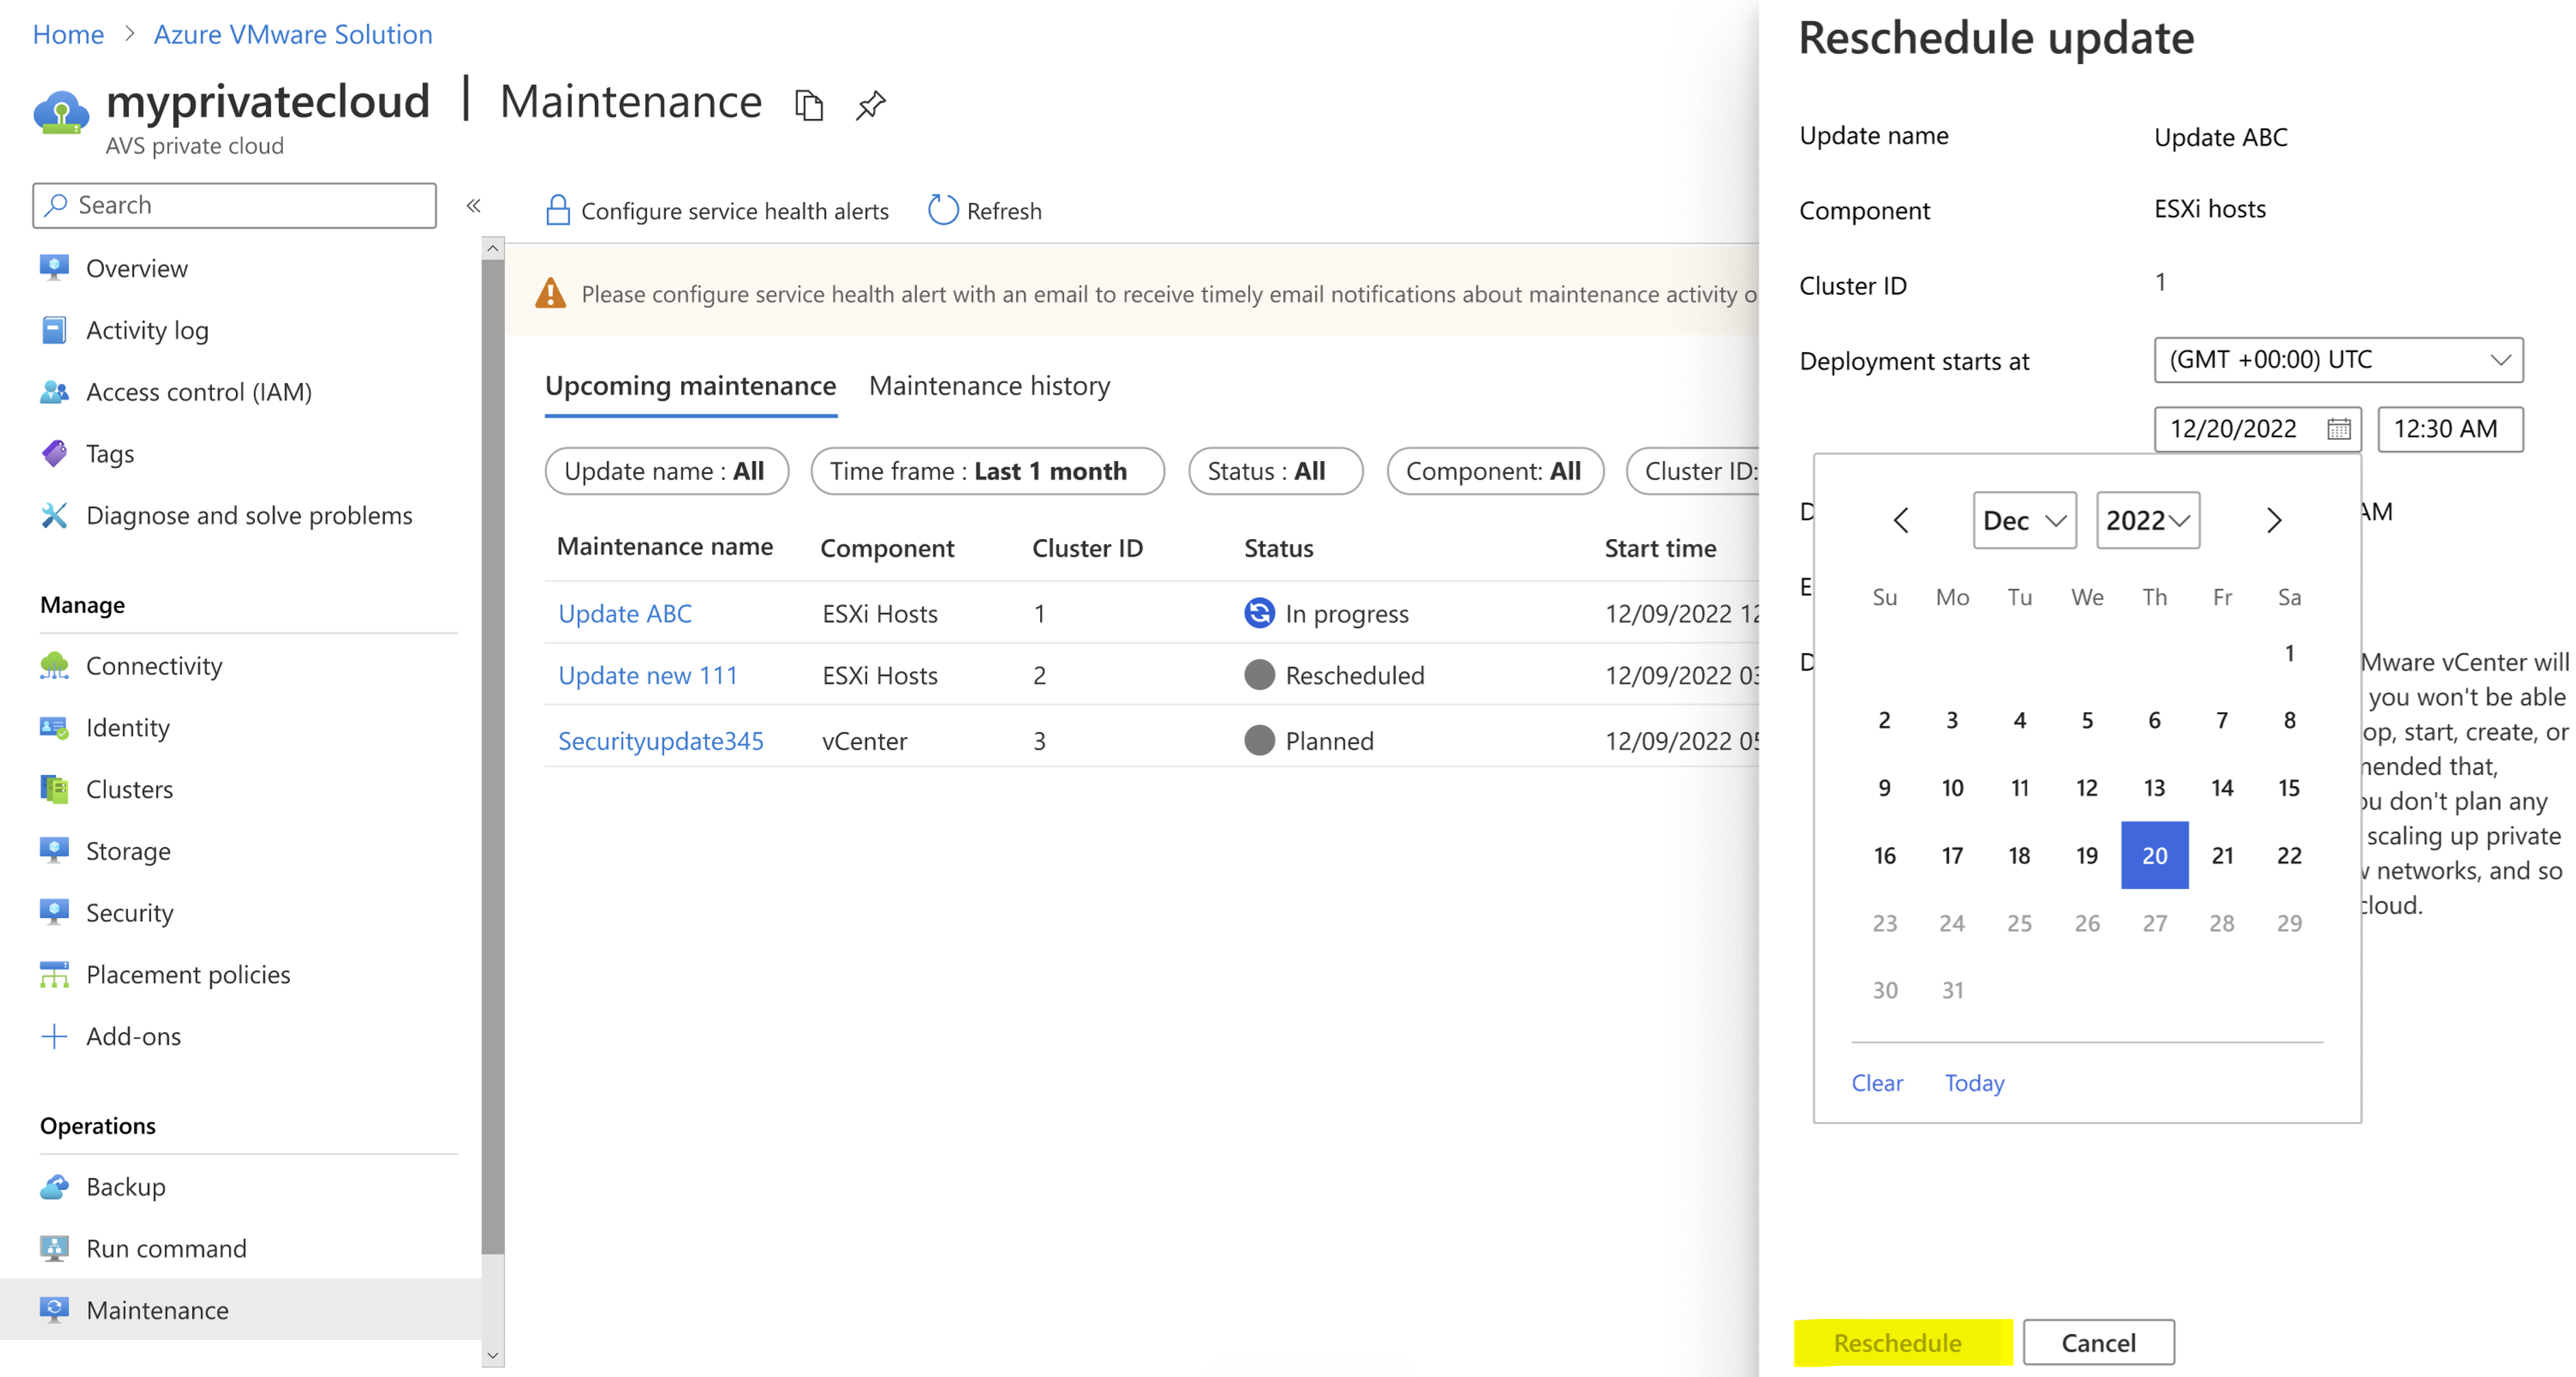 Home > Azure VMware Solution
myprivatecloud | Maintenance
AVS private cloud
Search
«
Overview
Activity log
Access control (IAM)
Tags
Diagnose and solve problems
Manage
Connectivity
Identity
Clusters
Storage
Security
Placement policies
Add-ons
Operations
Backup
Run command
Maintenance
Configure service health alerts Refresh
Please configure service health alert with an email to receive timely email notifications about maintenance activity o
Upcoming maintenance Maintenance history
Update name : All Time frame : Last 1 month Status : All Component: All Cluster ID:
Maintenance name Component Cluster ID Status Start time
Update ABC ESXi Hosts 1 In progress 12/09/2022 12
Update new 111 ESXi Hosts 2 Rescheduled 12/09/2022 03
Securityupdate345 vCenter 3 Planned 12/09/2022 05
Reschedule update
Update name Update ABC
Component ESXi hosts
Cluster ID 1
Deployment starts at (GMT +00:00) UTC
12/20/2022 12:30 AM
D AM
E
D
Dec 2022
Su Mo Tu We Th Fr Sa
1
2 3 4 5 6 7 8
9 10 11 12 13 14 15
16 17 18 19 20 21 22
23 24 25 26 27 28 29
30 31
Clear Today
Mware vCenter will
you won't be able
op, start, create, or
nended that,
ou don't plan any
scaling up private
networks, and so
cloud.
Reschedule Cancel